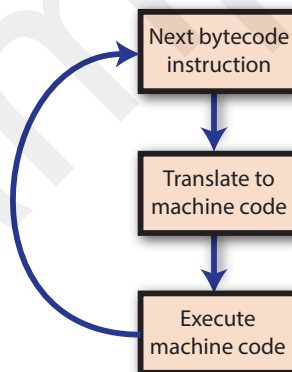 Next bytecode
instruction
Translate to
machine code
Execute
machine code